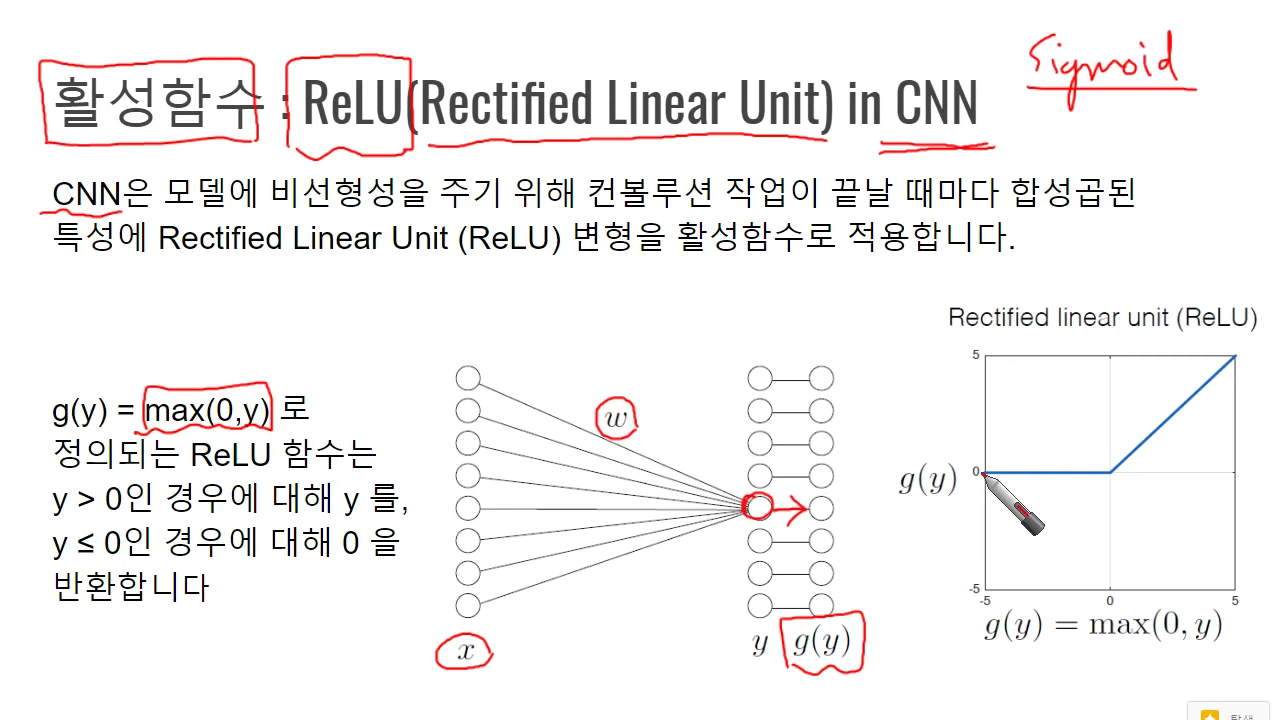 Sigmoid
활성함수 : ReLU(Rectified Linear Unit) in CNN
CNN은 모델에 비선형성을 주기 위해 컨볼루션 작업이 끝날 때마다 합성곱된
특성에 Rectified Linear Unit (ReLU) 변형을 활성함수로 적용합니다.
g(y) = max(0,y) 로
정의되는 ReLU 함수는
y > 0인 경우에 대해 y 를,
y ≤ 0인 경우에 대해 0 을
반환합니다
w
x
y g(y)
Rectified linear unit (ReLU)
5
0
g(y)
-5
-5 0 5
g(y) = max(0, y)
탐색